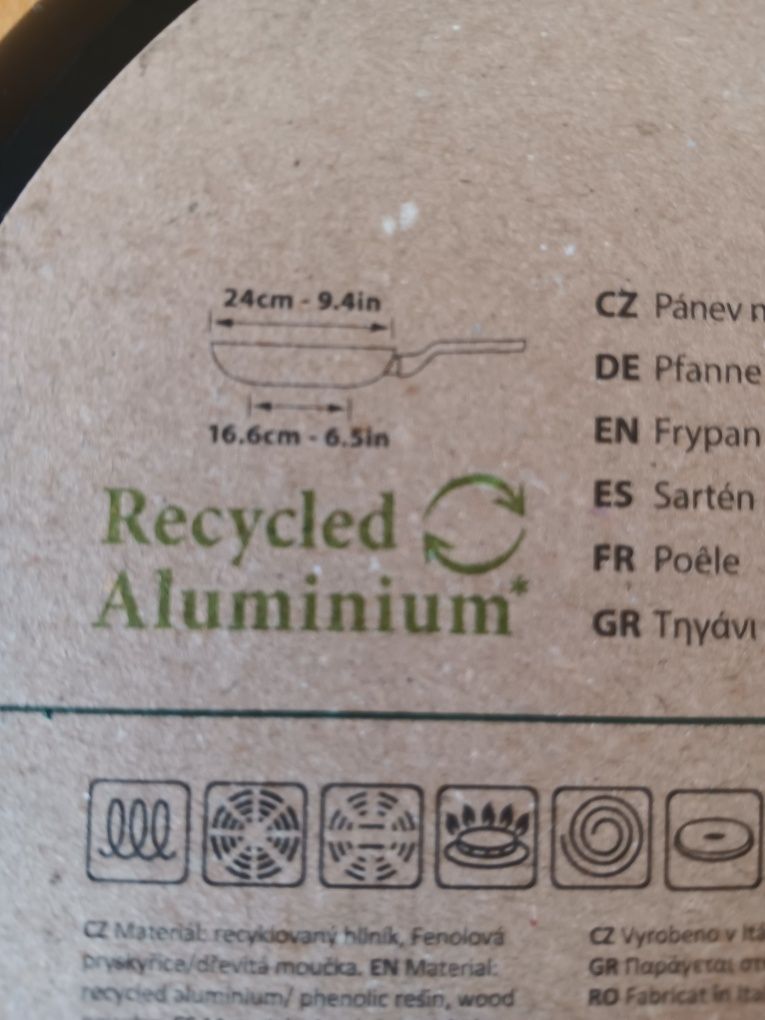 24cm - 9.4in
16.6cm - 6.5in
Recycled
Aluminium*
CZ Pánev
DE Pfanne
EN Frypan
ES Sartén
FR Poêle
GR Τηγάνι
CZ Materiál: recyklovaný hliník, Fenolová
pryskyřice/dřevitá moučka. EN Material:
recycled aluminium/ phenolic resin, wood
CZ Vyrobeno v
GR Παράγεται
RO Fabricat în